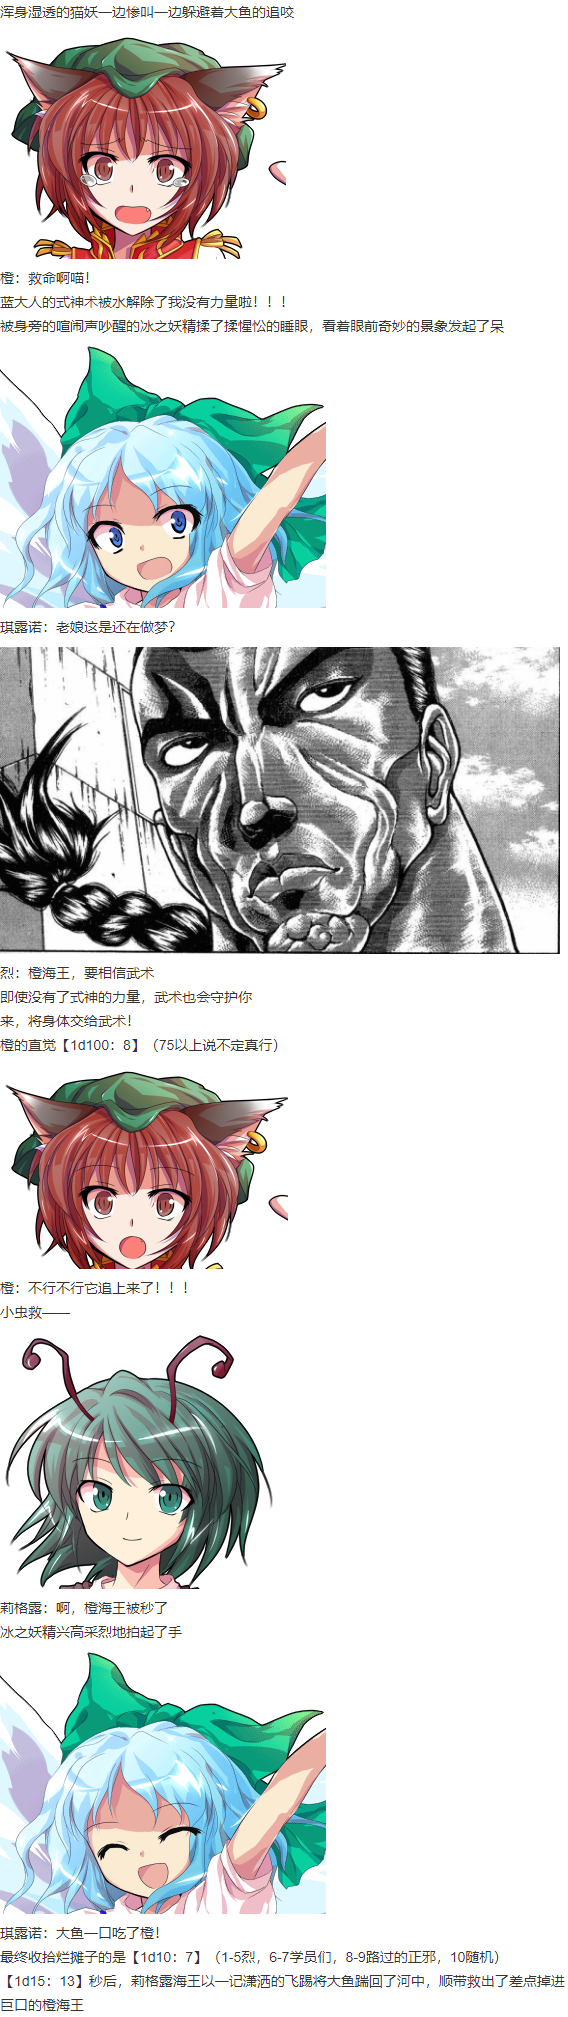 浑身湿透的猫妖一边惨叫一边躲避着大鱼的追咬
橙：救命啊喵！
蓝大人的式神术被水解除了我没有力量啦！！！
被身旁的喧闹声吵醒的冰之妖精揉了揉惺忪的睡眼，看着眼前奇妙的景象发起了呆
琪露诺：老娘这是还在做梦？
烈：橙海王，要相信武术
即使没有了式神的力量，武术也会守护你
来，将身体交给武术！
橙的直觉【1d100：8】（75以上说不定真行）
橙：不行不行它追上来了！！！
小虫救——
莉格露：啊，橙海王被秒了
冰之妖精兴高采烈地拍起了手
琪露诺：大鱼一口吃了橙！
最终收拾烂摊子的是【1d10：7】（1-5烈，6-7学员们，8-9路过的正邪，10随机）
【1d15：13】秒后，莉格露海王以一记潇洒的飞踢将大鱼踹回了河中，顺带救出了差点掉进
巨口的橙海王